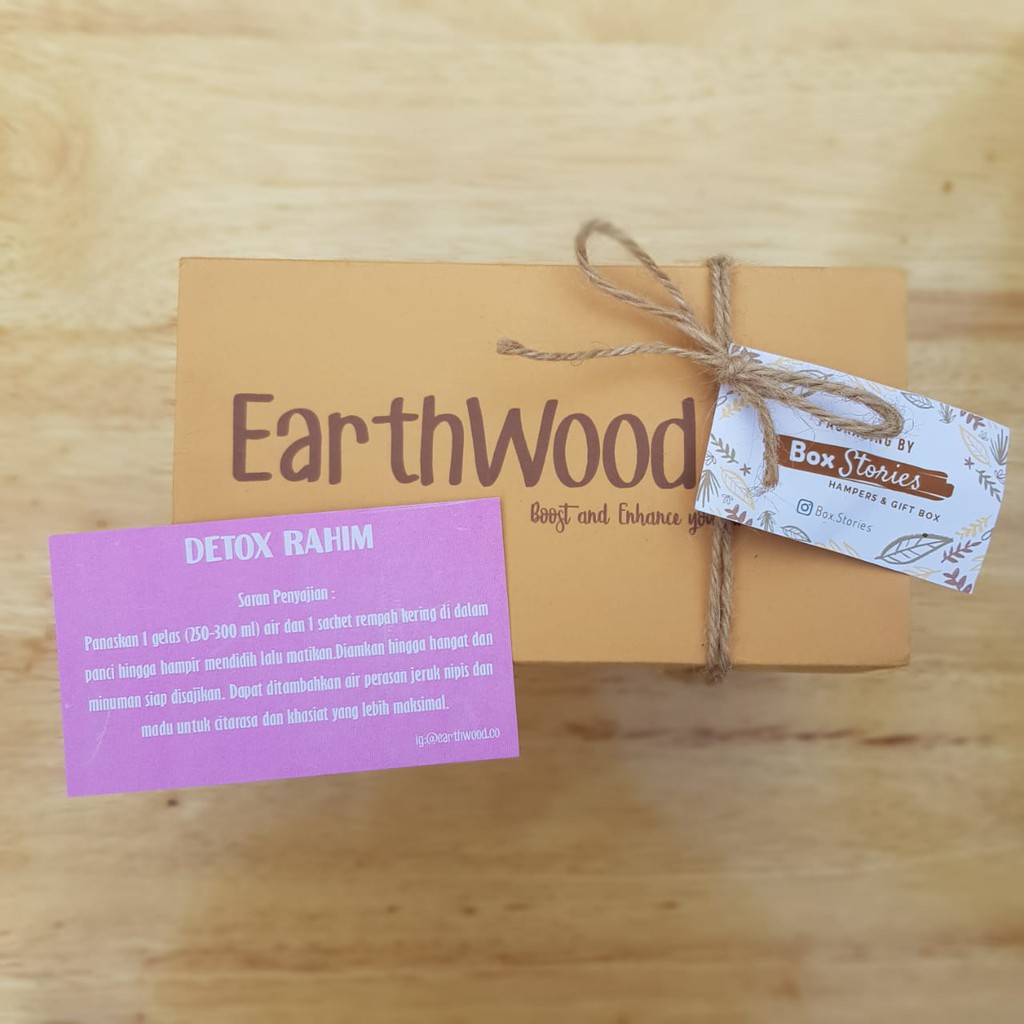 EarthWood
Boost and Enhance
PACKAGING BY
Box Stories
HAMPERS & GIFT BOX
Box.Stories
DETOX RAHIM
Saran Penyajian :
Panaskan 1 gelas (250-300 ml) air dan 1 sachet rempah kering di dalam
panci hingga hampir mendidih lalu matikan.Diamkan hingga hangat dan
minuman siap disajikan. Dapat ditambahkan air perasan jeruk nipis dan
madu untuk citarasa dan khasiat yang lebih maksimal.
ig:@earthwood.co